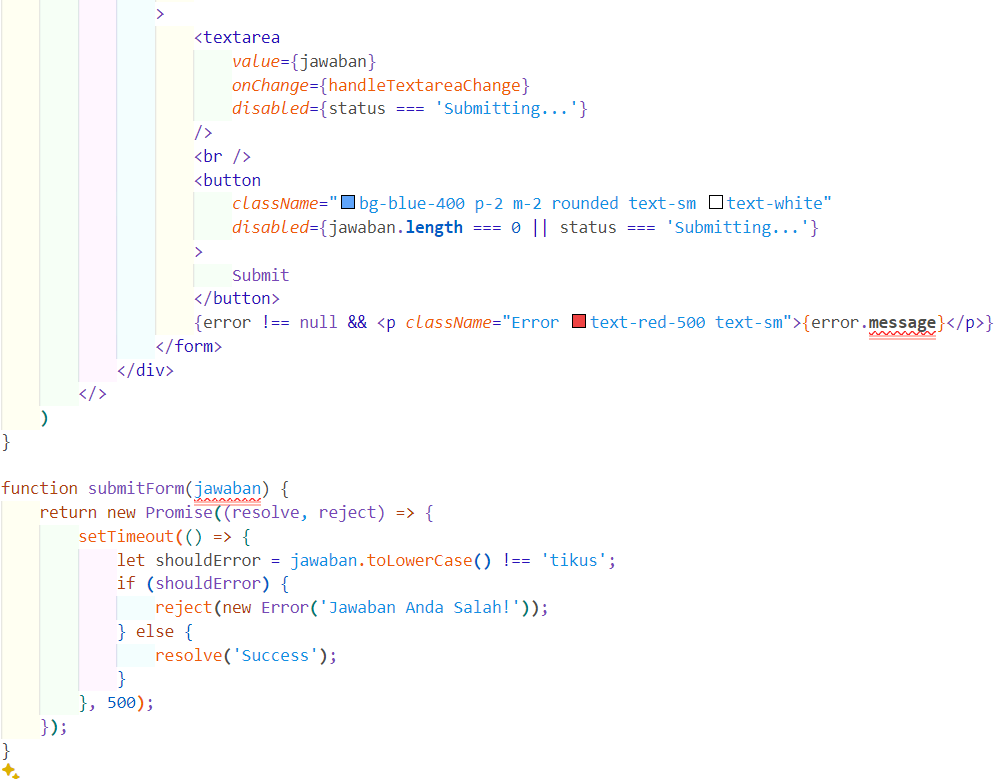 >
<textarea
value={jawaban}
onChange={handleTextareaChange}
disabled={status === 'Submitting...'}
/>
<br />
<button
className="bg-blue-400 p-2 m-2 rounded text-sm text-white"
disabled={jawaban.length === 0 || status === 'Submitting...'}
>
Submit
</button>
{error !== null && <p className="Error text-red-500 text-sm">{error.message}</p>}
</form>
</div>
</>
)
}
function submitForm(jawaban) {
return new Promise((resolve, reject) => {
setTimeout(() => {
let shouldError = jawaban.toLowerCase() !== 'tikus';
if (shouldError) {
reject(new Error('Jawaban Anda Salah!'));
} else {
resolve('Success');
}
}, 500);
});
}